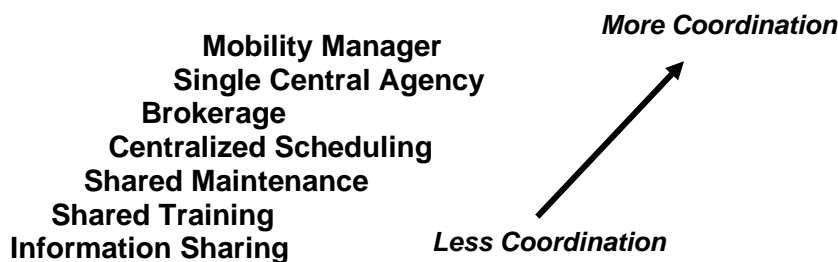 More Coordination
Mobility Manager
Single Central Agency
Brokerage
Centralized Scheduling
Shared Maintenance
Shared Training
Information Sharing
Less Coordination